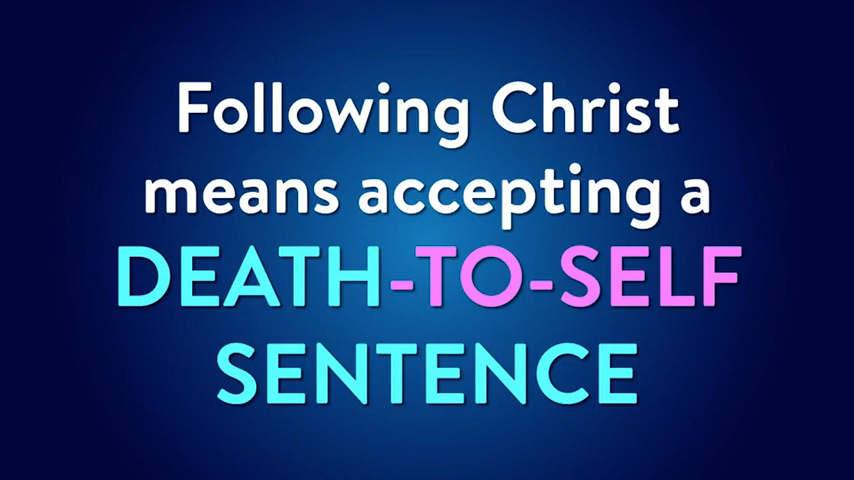 Following Christ
means accepting a
DEATH-TO-SELF
SENTENCE